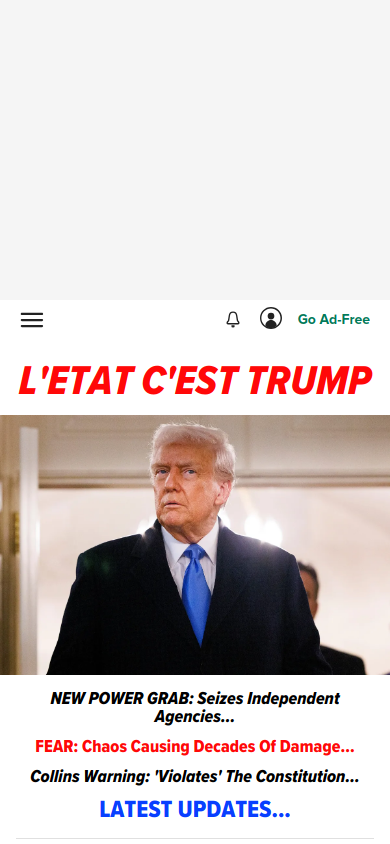 Go Ad-Free
L'ETAT C'EST TRUMP
NEW POWER GRAB: Seizes Independent
Agencies...
FEAR: Chaos Causing Decades Of Damage...
Collins Warning: 'Violates' The Constitution...
LATEST UPDATES...